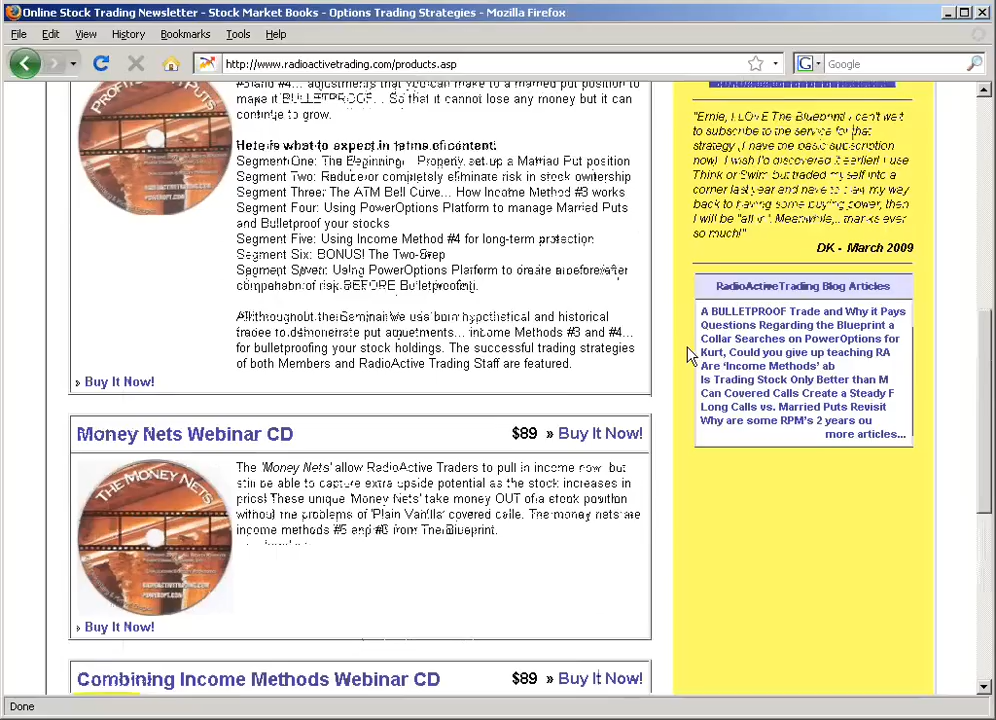 Online Stock Trading Newsletter - Stock Market Books - Options Trading Strategies - Mozilla Firefox
File Edit View History Bookmarks Tools Help
http://www.radioactivetrading.com/products.asp
Google
#3 and #4... adjustments that you can make to a married put position to
make it BULLETPROOF... So that it cannot lose any money but it can
continue to grow.
Here is what to expect in terms of content:
Segment One: The Beginning: Properly set up a Married Put position
Segment Two: Reduce or completely eliminate risk in stock ownership
Segment Three: The ATM Bell Curve... How Income Method #3 works
Segment Four: Using PowerOptions Platform to manage Married Puts
and Bulletproof your stocks
Segment Five: Using Income Method #4 for long-term protection
Segment Six: BONUS! The Two-Step
Segment Seven: Using PowerOptions Platform to create a before/after
comparison of risk BEFORE Bulletproofing.
All throughout the Seminar we use both hypothetical and historical
trades to demonstrate put adjustments... income Methods #3 and #4...
for bulletproofing your stock holdings. The successful trading strategies
of both Members and RadioActive Trading Staff are featured.
» Buy It Now!
Money Nets Webinar CD $89 » Buy It Now!
THE MONEY NETS
The 'Money Nets' allow RadioActive Traders to pull in income now but
still be able to capture extra upside potential as the stock increases in
price! These unique 'Money Nets' take money OUT of a stock position
without the problems of 'Plain Vanilla' covered calls. The money nets are
income methods #5 and #6 from The Blueprint.
» Buy It Now!
Combining Income Methods Webinar CD $89 » Buy It Now!
"Ernie, I LOVE The Blueprint! I can't wait
to subscribe to the service for that
strategy (I have the basic subscription
now). I wish I'd discovered it earlier! I use
Think or Swim but traded myself into a
corner last year and have to claw my way
back to having some buying power, then
I will be "all in". Meanwhile,.. thanks ever
so much!"
DK - March 2009
RadioActiveTrading Blog Articles
A BULLETPROOF Trade and Why it Pays
Questions Regarding the Blueprint a
Collar Searches on PowerOptions for
Kurt, Could you give up teaching RA
Are 'Income Methods' ab
Is Trading Stock Only Better than M
Can Covered Calls Create a Steady F
Long Calls vs. Married Puts Revisit
Why are some RPM's 2 years ou
more articles...
Done